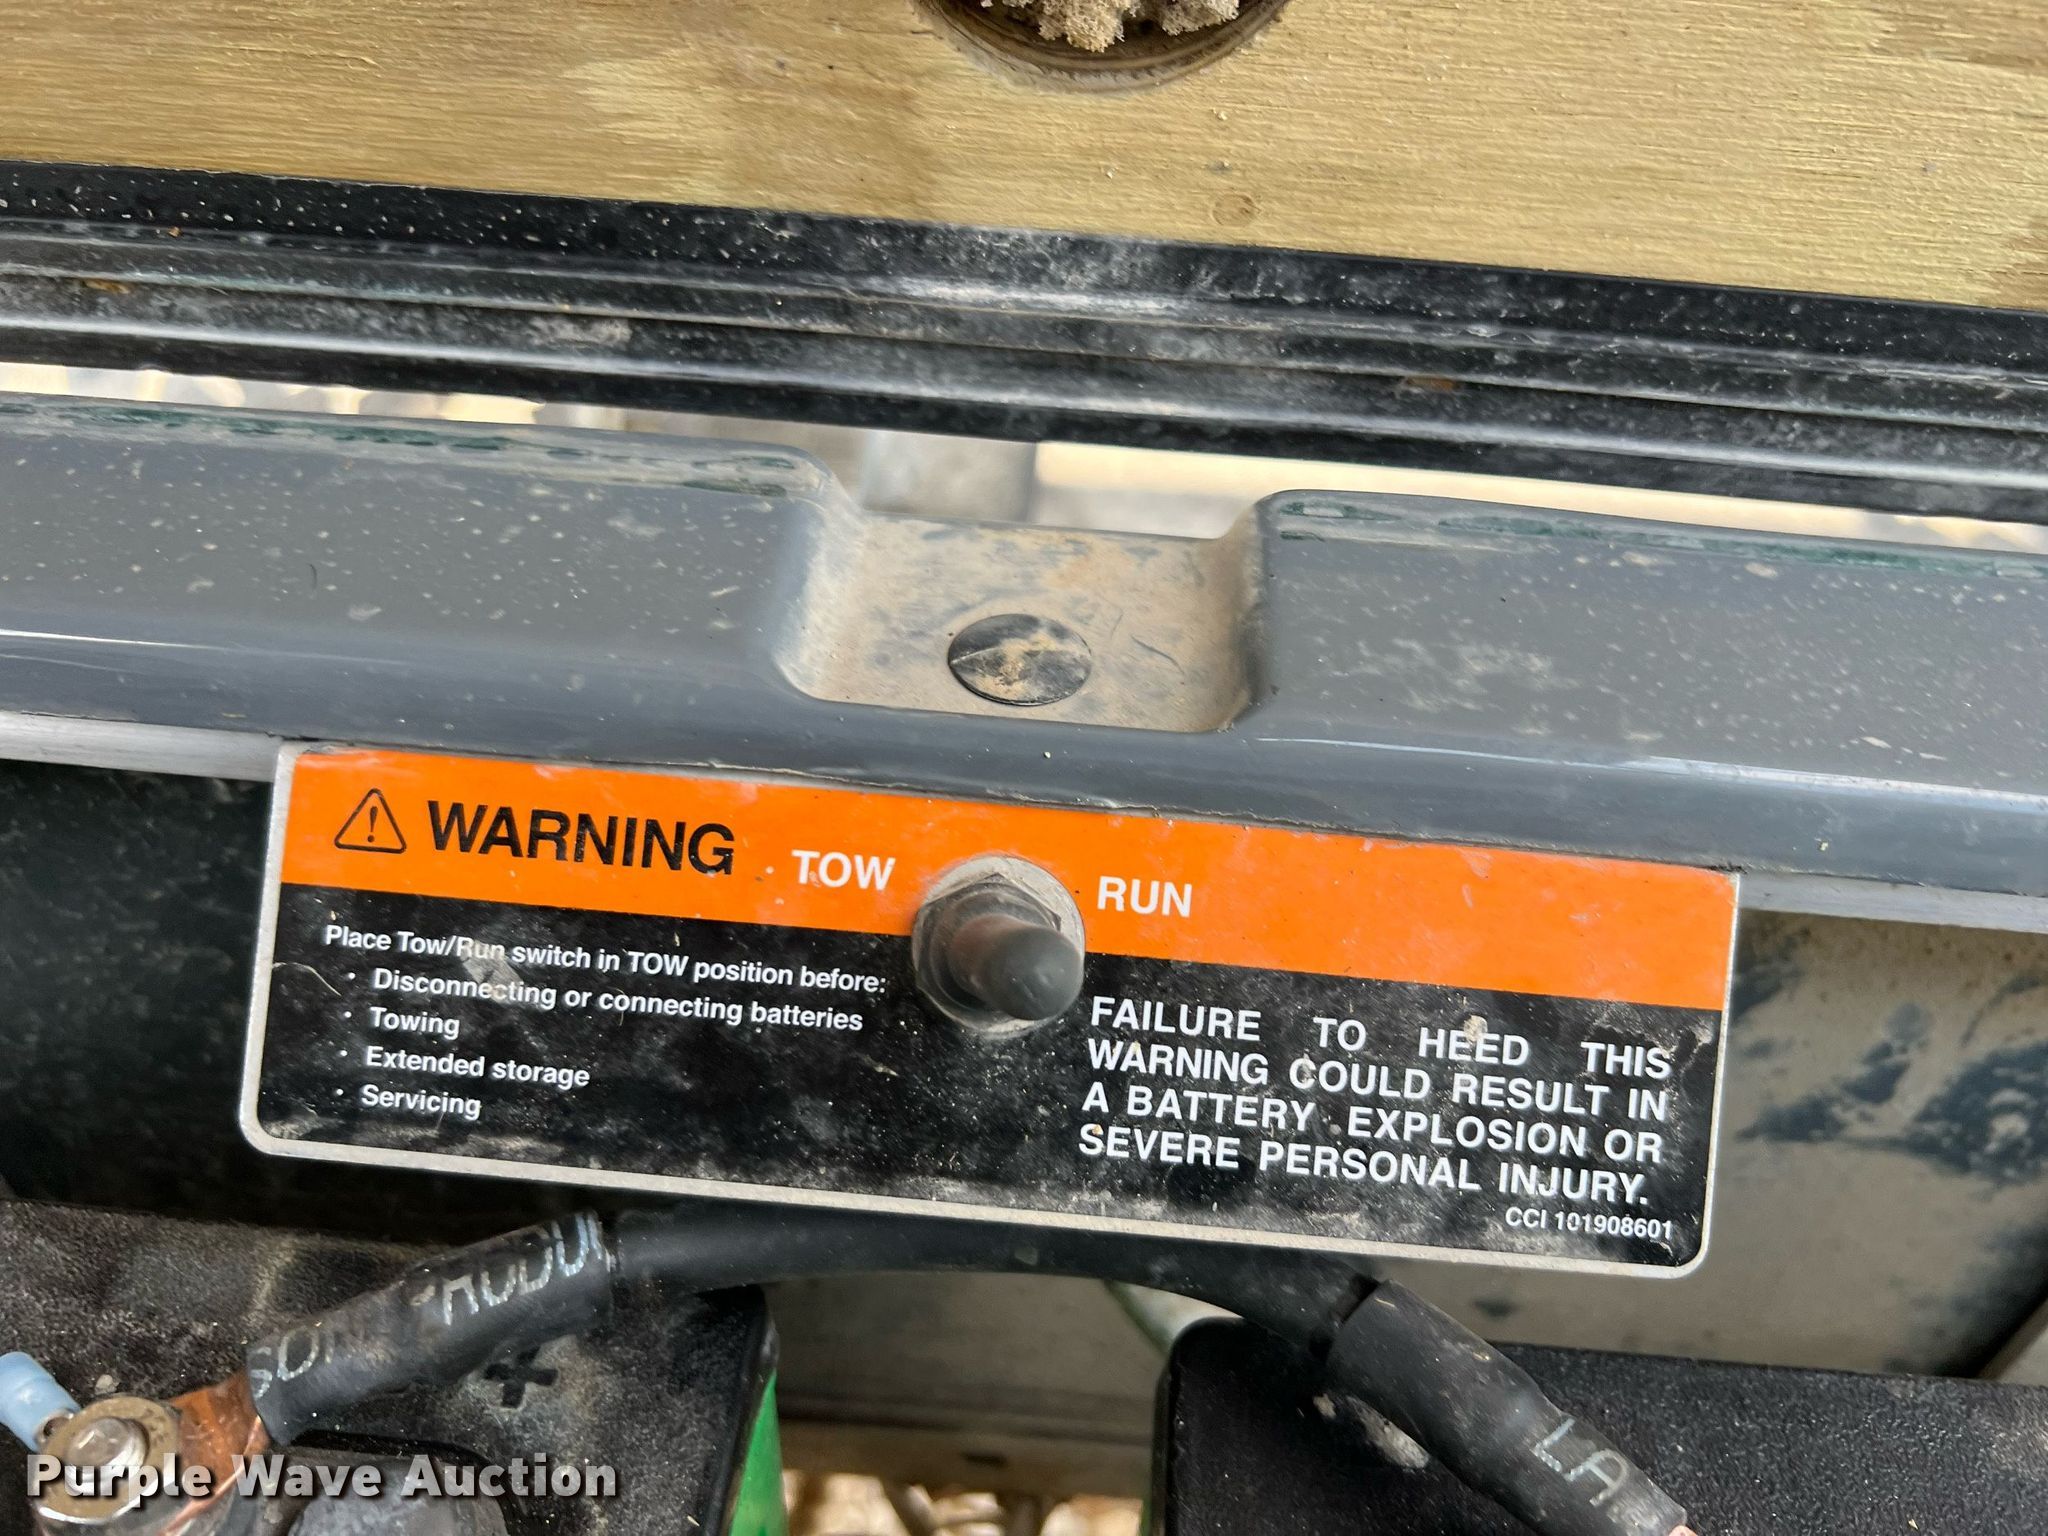 WARNING TOW RUN
Place Tow/Run switch in TOW position before:
· Disconnecting or connecting batteries
· Towing
· Extended storage
· Servicing
FAILURE TO HEED THIS
WARNING COULD RESULT IN
A BATTERY EXPLOSION OR
SEVERE PERSONAL INJURY.
CCI 101908601
LA
Purple Wave Auction